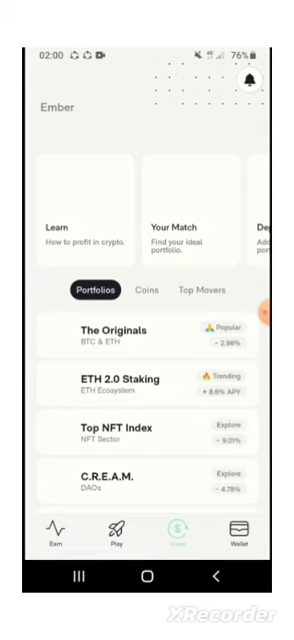 02:00 76%
Ember
Learn
How to profit in crypto.
Your Match
Find your ideal
portfolio.
Portfolios Coins Top Movers
The Originals
BTC & ETH
🙏 Popular
- 2.96%
ETH 2.0 Staking
ETH Ecosystem
🔥 Trending
+ 8.6% APY
Top NFT Index
NFT Sector
Explore
- 9.01%
C.R.E.A.M.
DAOs
Explore
- 4.78%
Earn Play Wallet
XRecorder